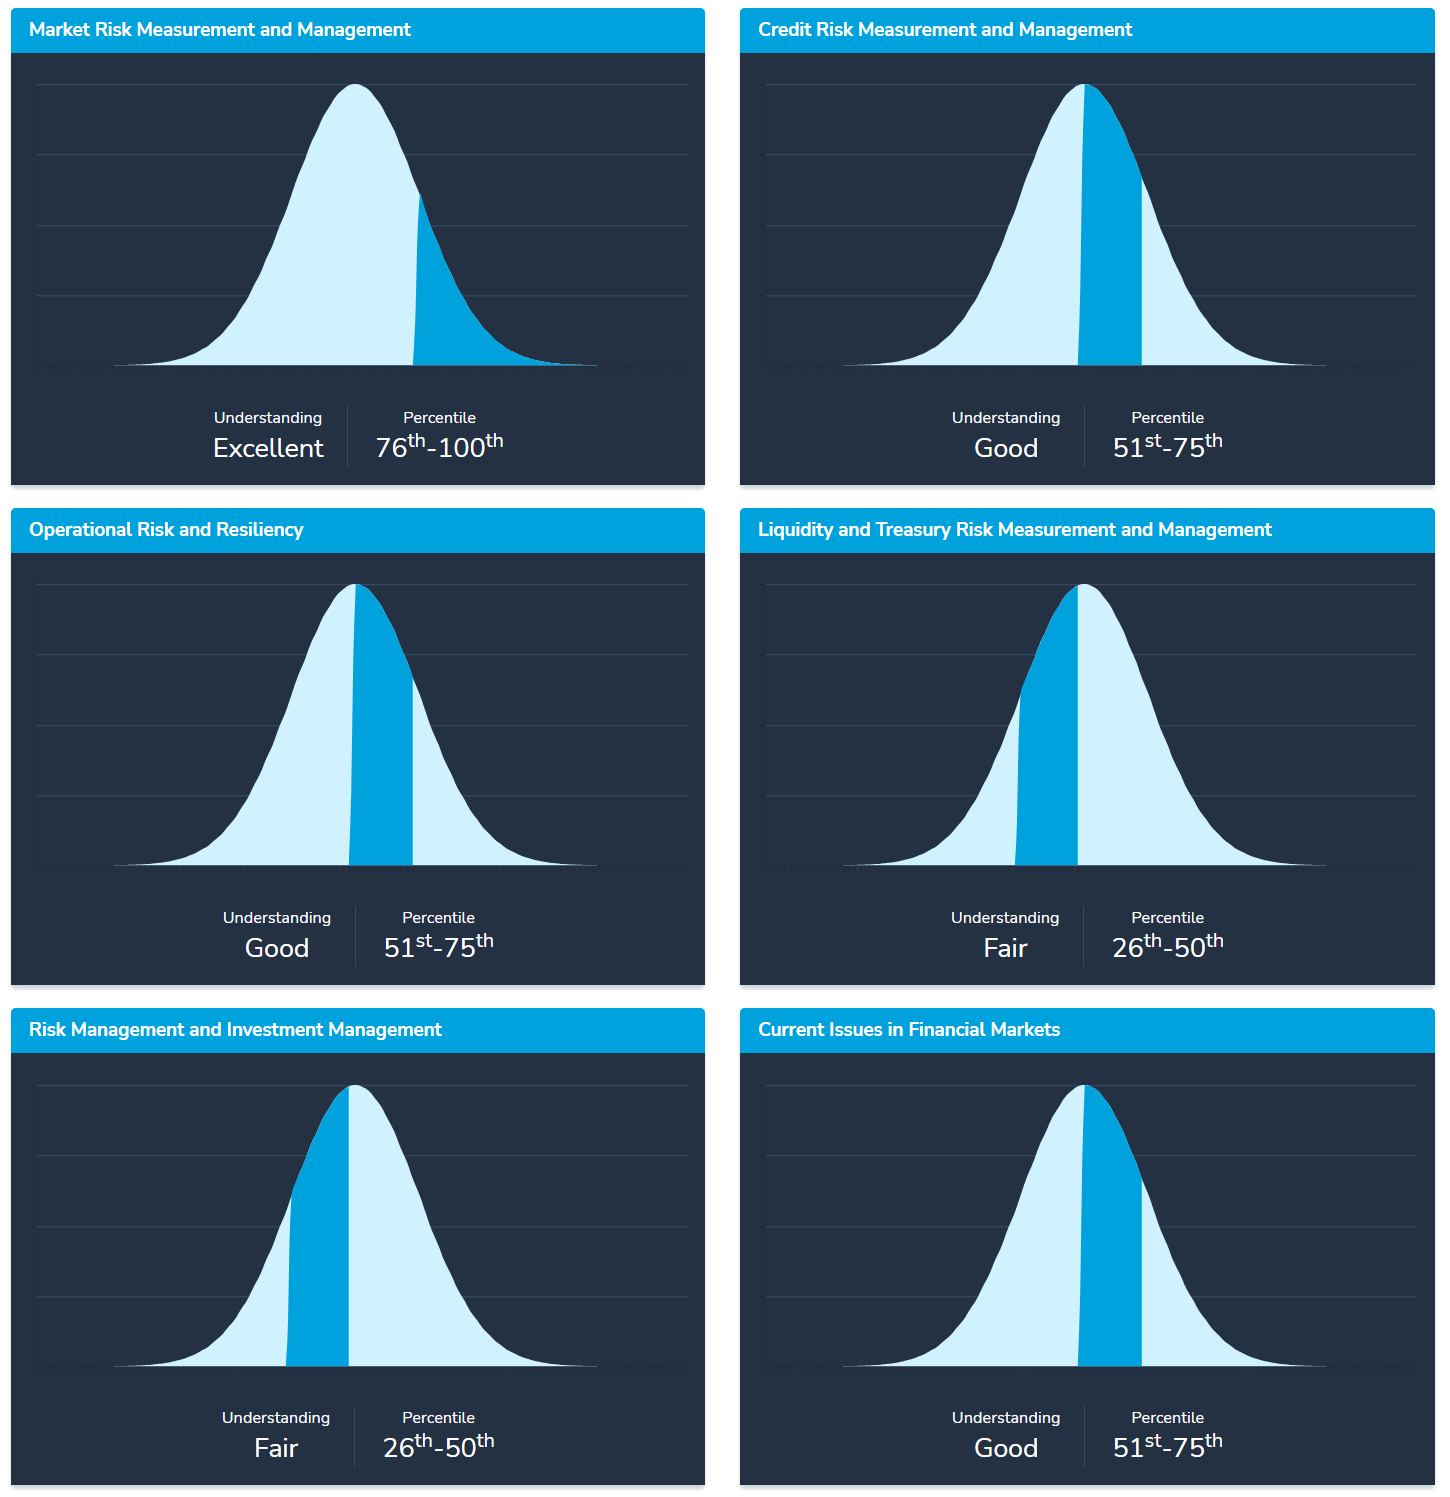 Market Risk Measurement and Management
Understanding Percentile
Excellent 76th-100th
Credit Risk Measurement and Management
Understanding Percentile
Good 51st-75th
Operational Risk and Resiliency
Understanding Percentile
Good 51st-75th
Liquidity and Treasury Risk Measurement and Management
Understanding Percentile
Fair 26th-50th
Risk Management and Investment Management
Understanding Percentile
Fair 26th-50th
Current Issues in Financial Markets
Understanding Percentile
Good 51st-75th